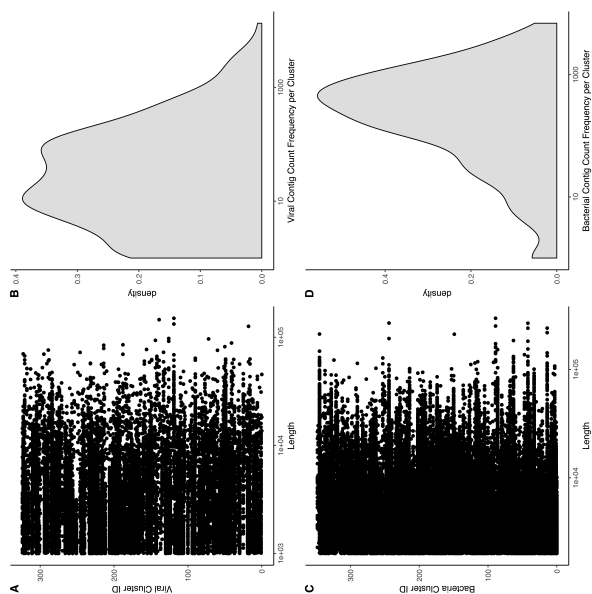 A
Viral Cluster ID
300
200
100
0
1e+03
1e+04
1e+05
Length
B
density
0.4
0.3
0.2
0.1
0.0
10
1000
Viral Contig Count Frequency per Cluster
C
Bacteria Cluster ID
300
200
100
0
1e+04
1e+05
Length
D
density
0.4
0.2
0.0
10
1000
Bacterial Contig Count Frequency per Cluster